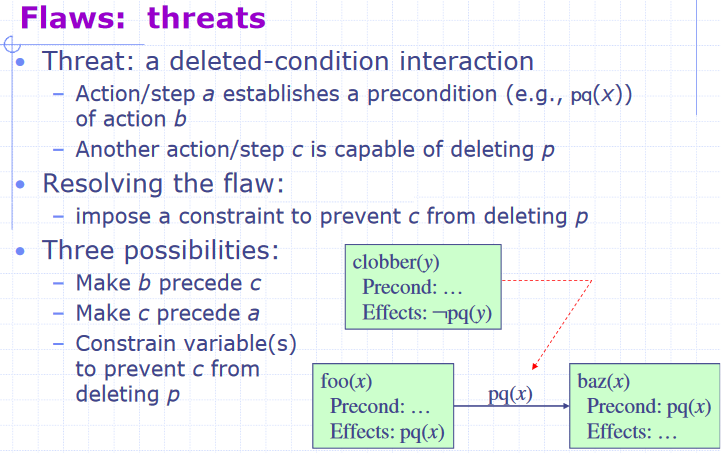 Flaws: threats
• Threat: a deleted-condition interaction
– Action/step a establishes a precondition (e.g., pq(x))
of action b
– Another action/step c is capable of deleting p
• Resolving the flaw:
– impose a constraint to prevent c from deleting p
• Three possibilities:
– Make b precede c
– Make c precede a
– Constrain variable(s)
to prevent c from
deleting p
clobber(y)
Precond: …
Effects: ¬pq(y)
foo(x)
Precond: …
Effects: pq(x)
pq(x)
baz(x)
Precond: pq(x)
Effects: …